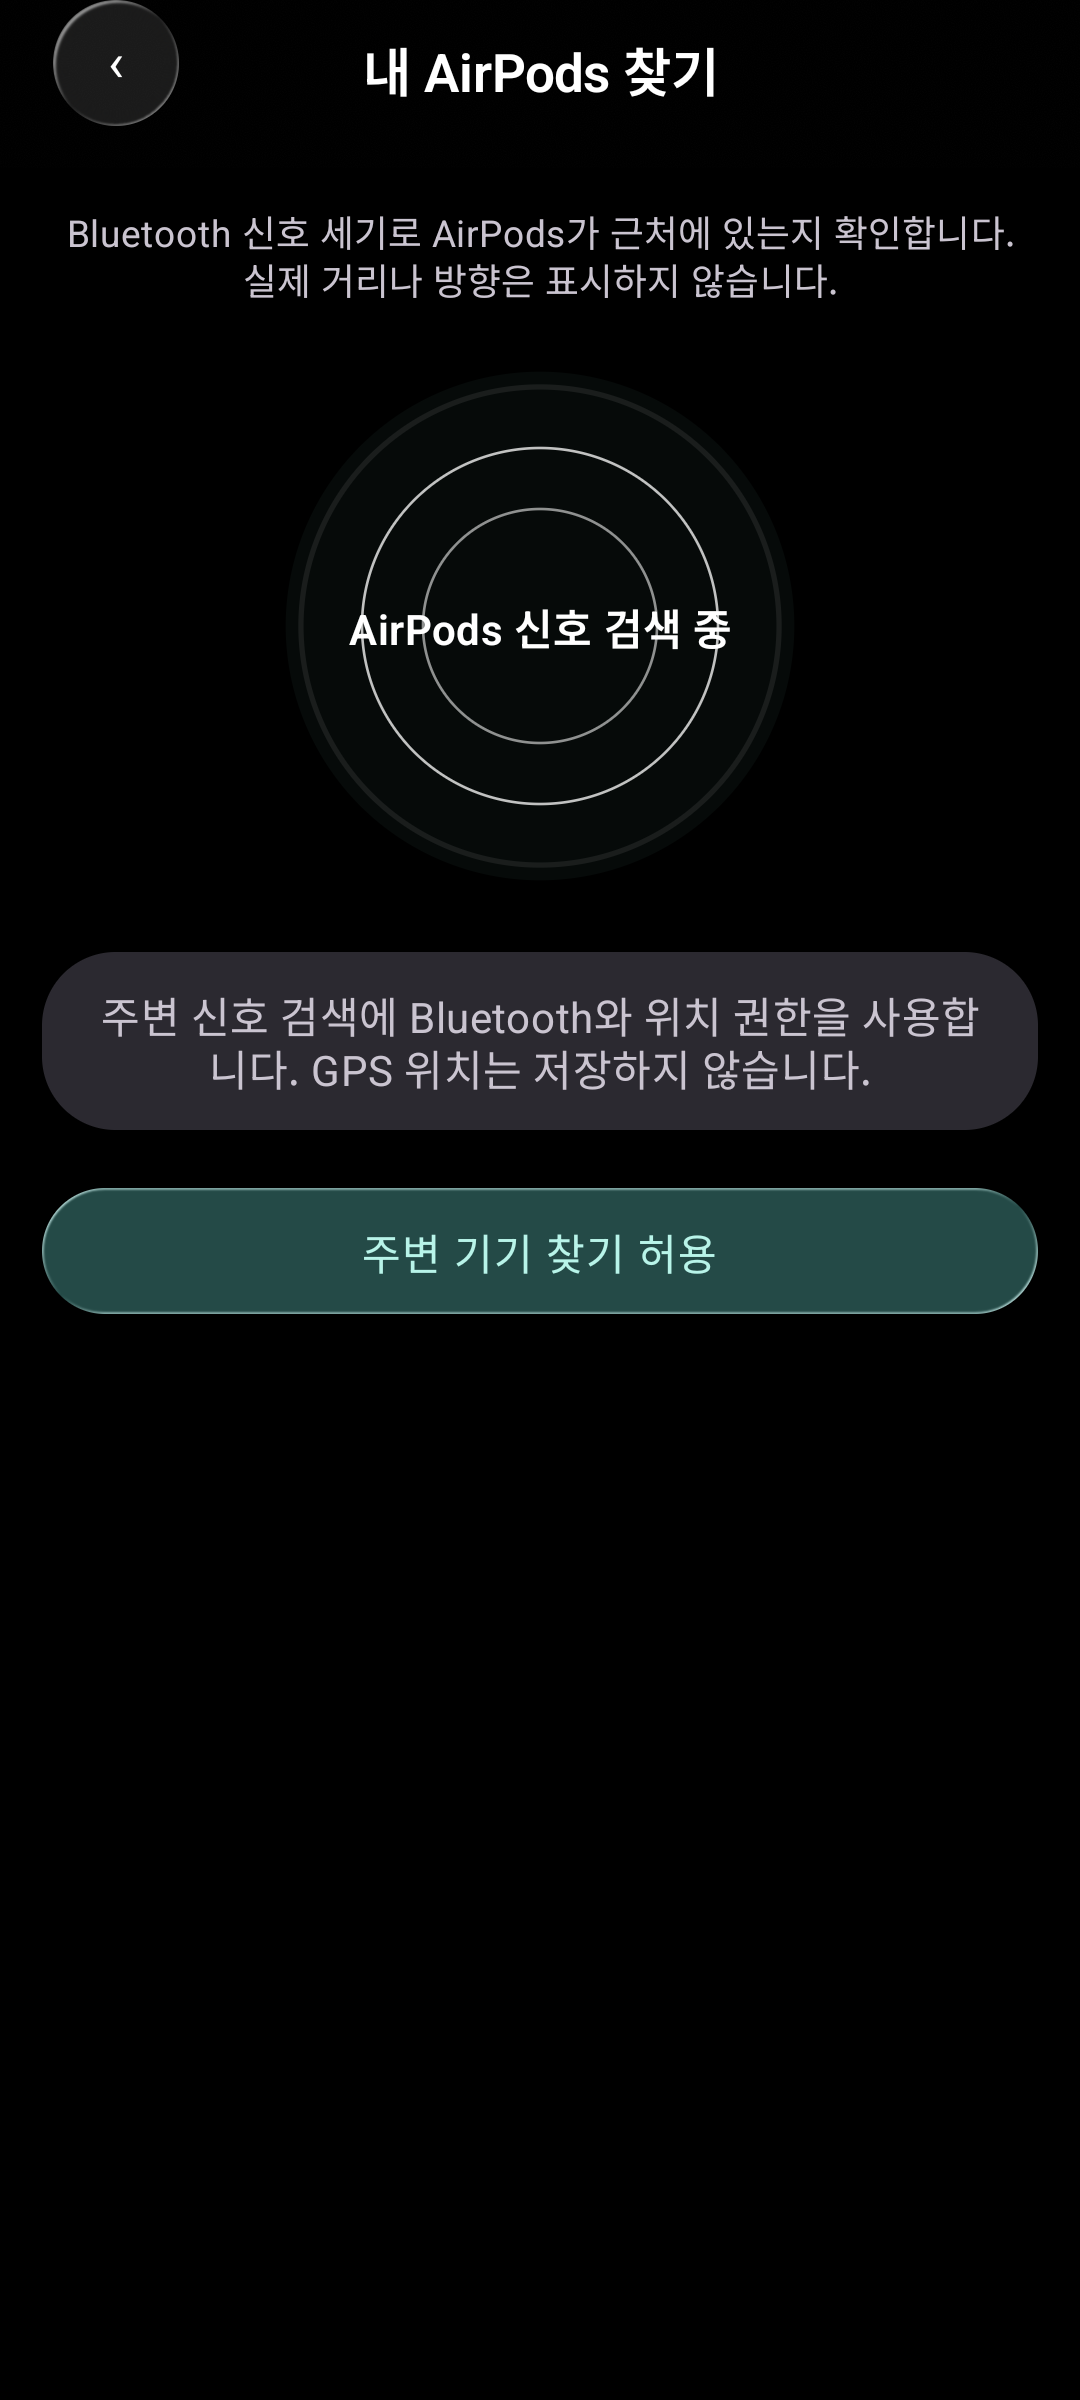 ‹
내 AirPods 찾기
Bluetooth 신호 세기로 AirPods가 근처에 있는지 확인합니다.
실제 거리나 방향은 표시하지 않습니다.
AirPods 신호 검색 중
주변 신호 검색에 Bluetooth와 위치 권한을 사용합
니다. GPS 위치는 저장하지 않습니다.
주변 기기 찾기 허용